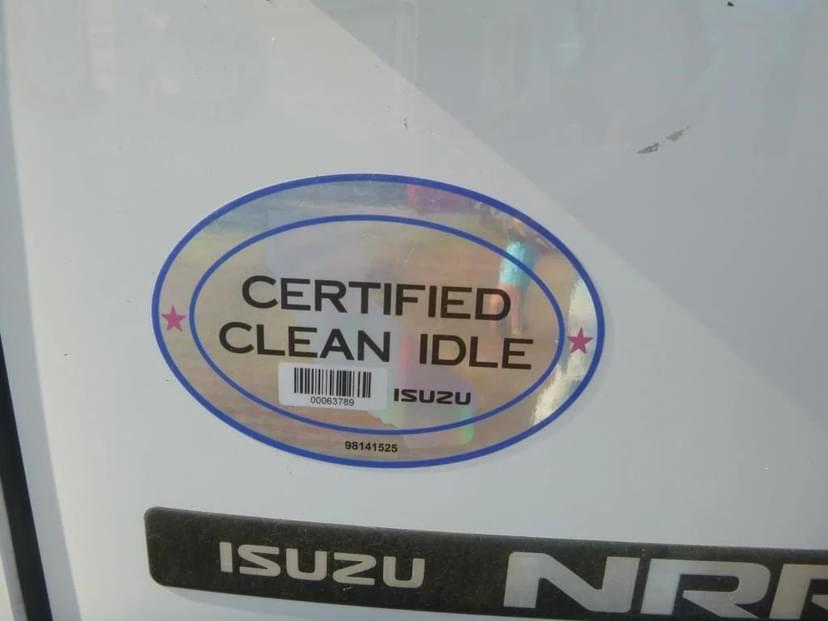 CERTIFIED
CLEAN IDLE
00063789
ISUZU
98141525
ISUZU NRR